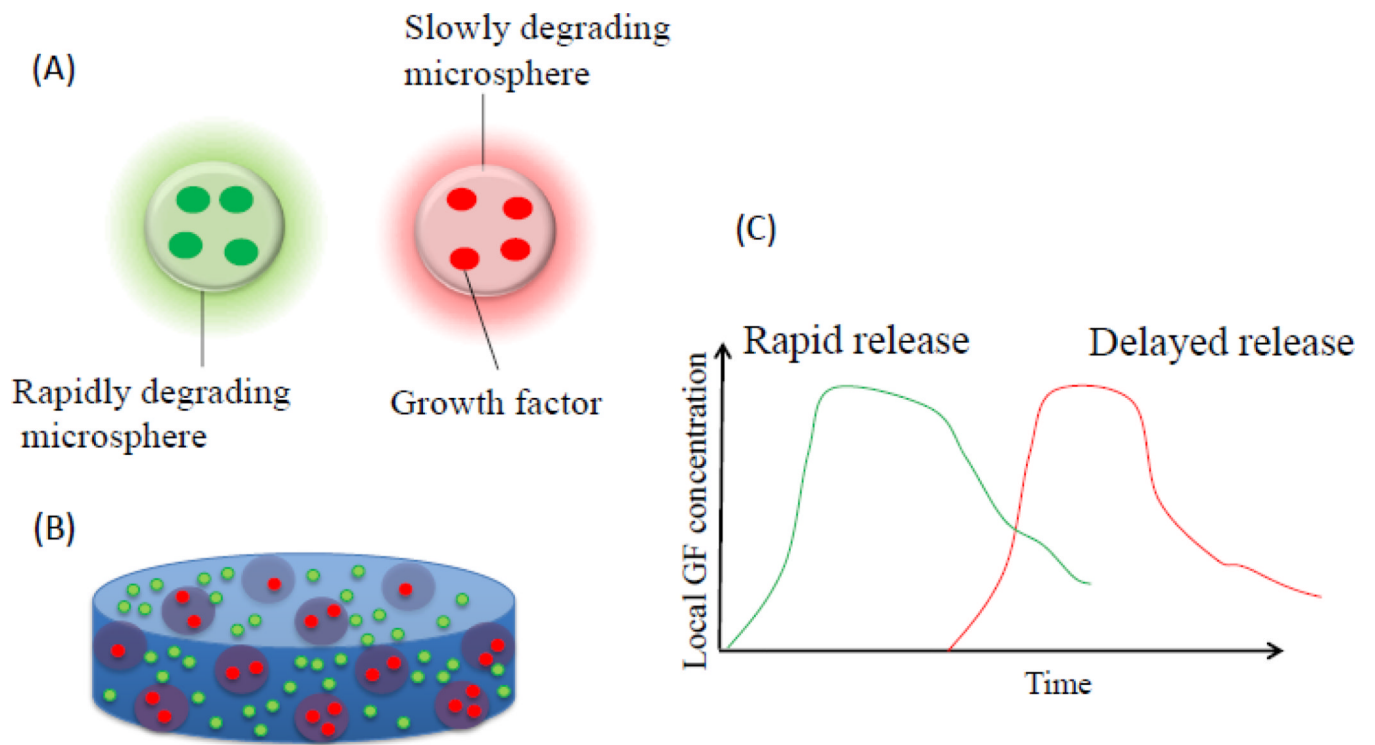 (A)
Slowly degrading
microsphere
Rapidly degrading
microsphere
Growth factor
(B)
(C)
Rapid release
Delayed release
Local GF concentration
Time